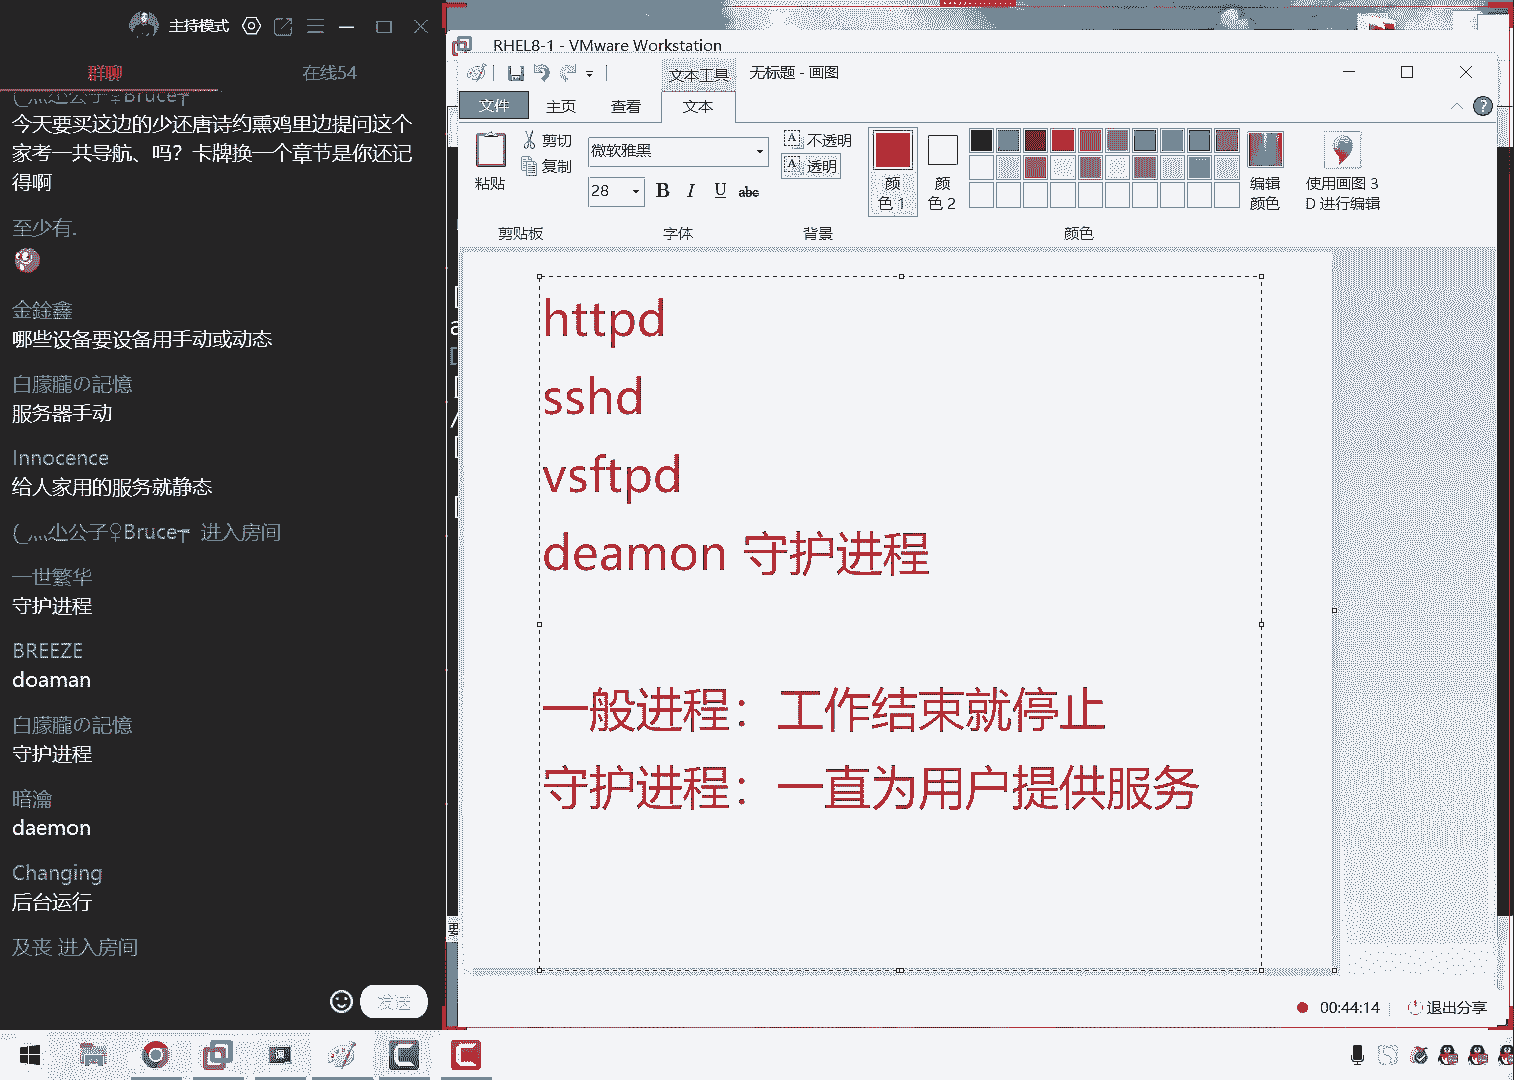 主持模式
群聊
在线54
今天要买这边的少还唐诗约熏鸡里边提问这个
家考一共导航、吗？卡牌换一个章节是你还记
得啊
至少有.
金銓鑫
哪些设备要设备用手动或动态
白朦朧の記憶
服务器手动
Innocence
给人家用的服务就静态
公子♀Bruce┲ 进入房间
一世繁华
守护进程
BREEZE
doaman
白朦朧の記憶
守护进程
暗瀹
daemon
Changing
后台运行
及丧 进入房间
发送
RHEL8-1 - VMware Workstation
文本工具
无标题 - 画图
文件
主页
查看
文本
粘贴
剪切
复制
微软雅黑
28
B I U abc
不透明
透明
颜
色 1
颜
色 2
编辑
颜色
使用画图 3
D 进行编辑
剪贴板
字体
背景
颜色
httpd
sshd
vsftpd
deamon 守护进程
一般进程：工作结束就停止
守护进程：一直为用户提供服务
00:44:14
退出分享